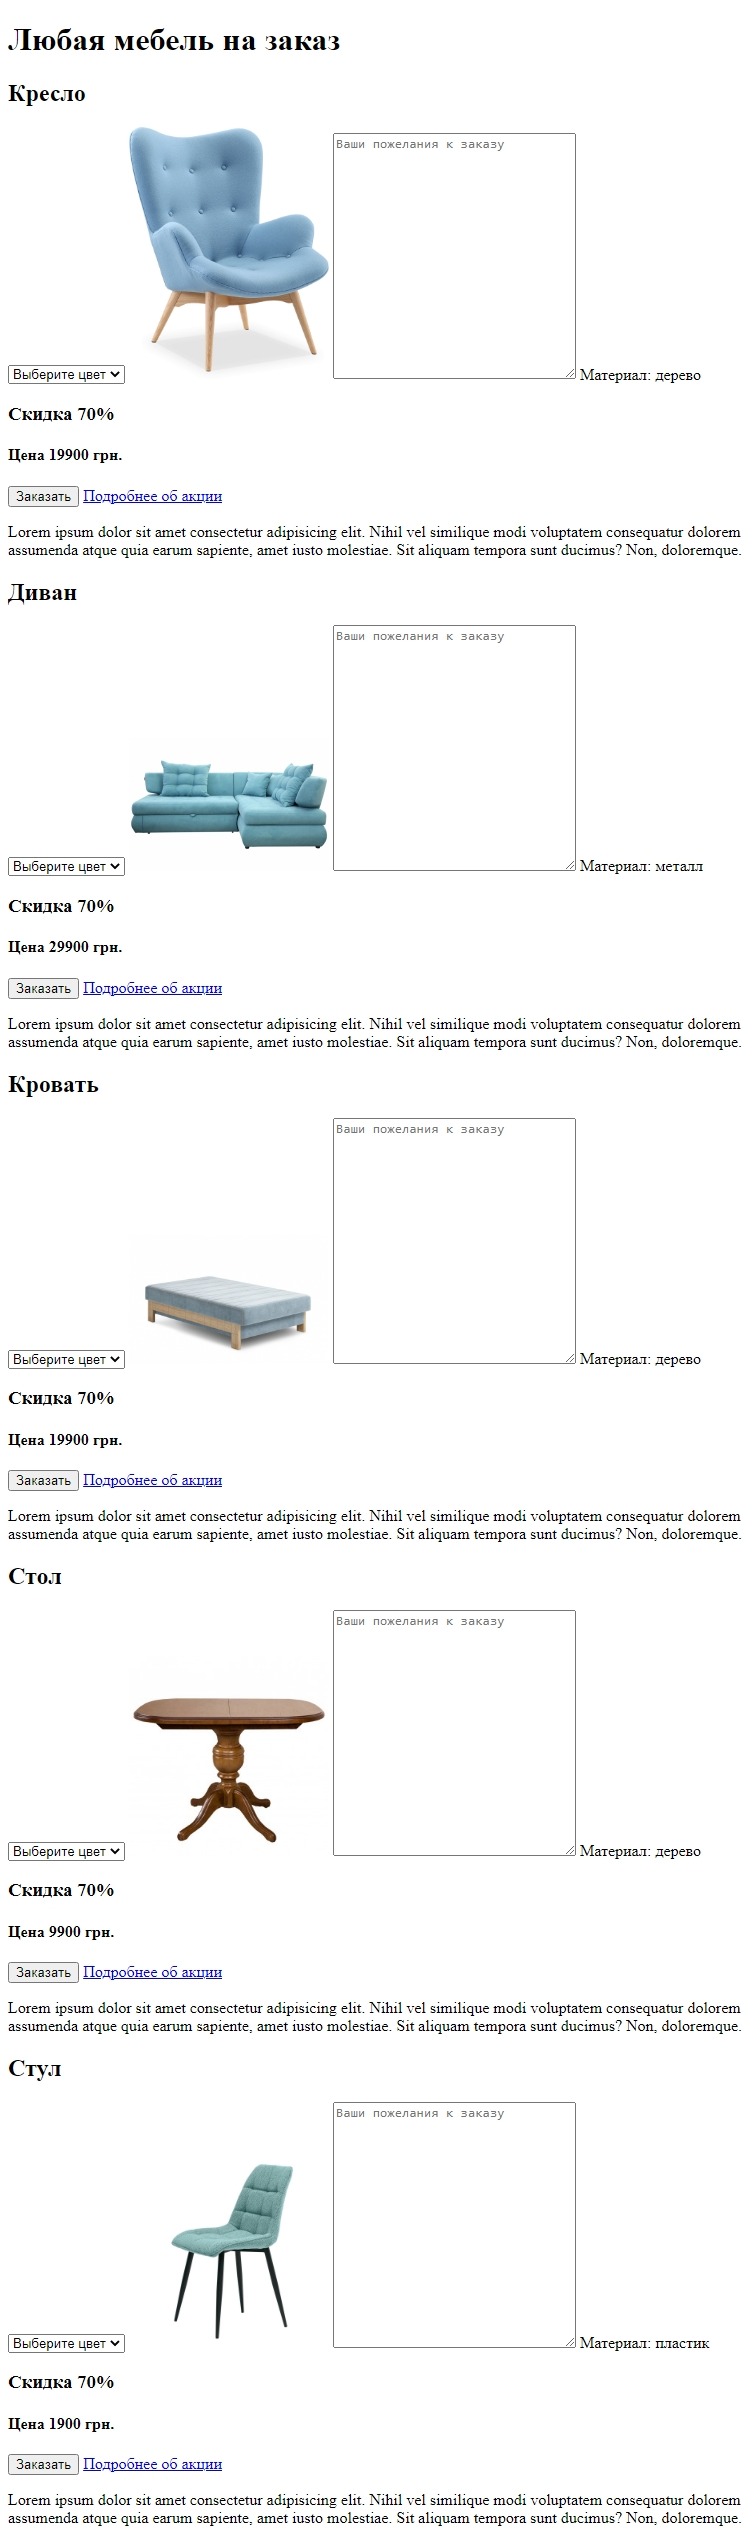 Любая мебель на заказ
Кресло
Ваши пожелания к заказу
Выберите цвет
Материал: дерево
Скидка 70%
Цена 19900 грн.
Заказать Подробнее об акции
Lorem ipsum dolor sit amet consectetur adipisicing elit. Nihil vel similique modi voluptatem consequatur dolorem
assumenda atque quia earum sapiente, amet iusto molestiae. Sit aliquam tempora sunt ducimus? Non, doloremque.
Диван
Ваши пожелания к заказу
Выберите цвет
Материал: металл
Скидка 70%
Цена 29900 грн.
Заказать Подробнее об акции
Lorem ipsum dolor sit amet consectetur adipisicing elit. Nihil vel similique modi voluptatem consequatur dolorem
assumenda atque quia earum sapiente, amet iusto molestiae. Sit aliquam tempora sunt ducimus? Non, doloremque.
Кровать
Ваши пожелания к заказу
Выберите цвет
Материал: дерево
Скидка 70%
Цена 19900 грн.
Заказать Подробнее об акции
Lorem ipsum dolor sit amet consectetur adipisicing elit. Nihil vel similique modi voluptatem consequatur dolorem
assumenda atque quia earum sapiente, amet iusto molestiae. Sit aliquam tempora sunt ducimus? Non, doloremque.
Стол
Ваши пожелания к заказу
Выберите цвет
Материал: дерево
Скидка 70%
Цена 9900 грн.
Заказать Подробнее об акции
Lorem ipsum dolor sit amet consectetur adipisicing elit. Nihil vel similique modi voluptatem consequatur dolorem
assumenda atque quia earum sapiente, amet iusto molestiae. Sit aliquam tempora sunt ducimus? Non, doloremque.
Стул
Ваши пожелания к заказу
Выберите цвет
Материал: пластик
Скидка 70%
Цена 1900 грн.
Заказать Подробнее об акции
Lorem ipsum dolor sit amet consectetur adipisicing elit. Nihil vel similique modi voluptatem consequatur dolorem
assumenda atque quia earum sapiente, amet iusto molestiae. Sit aliquam tempora sunt ducimus? Non, doloremque.